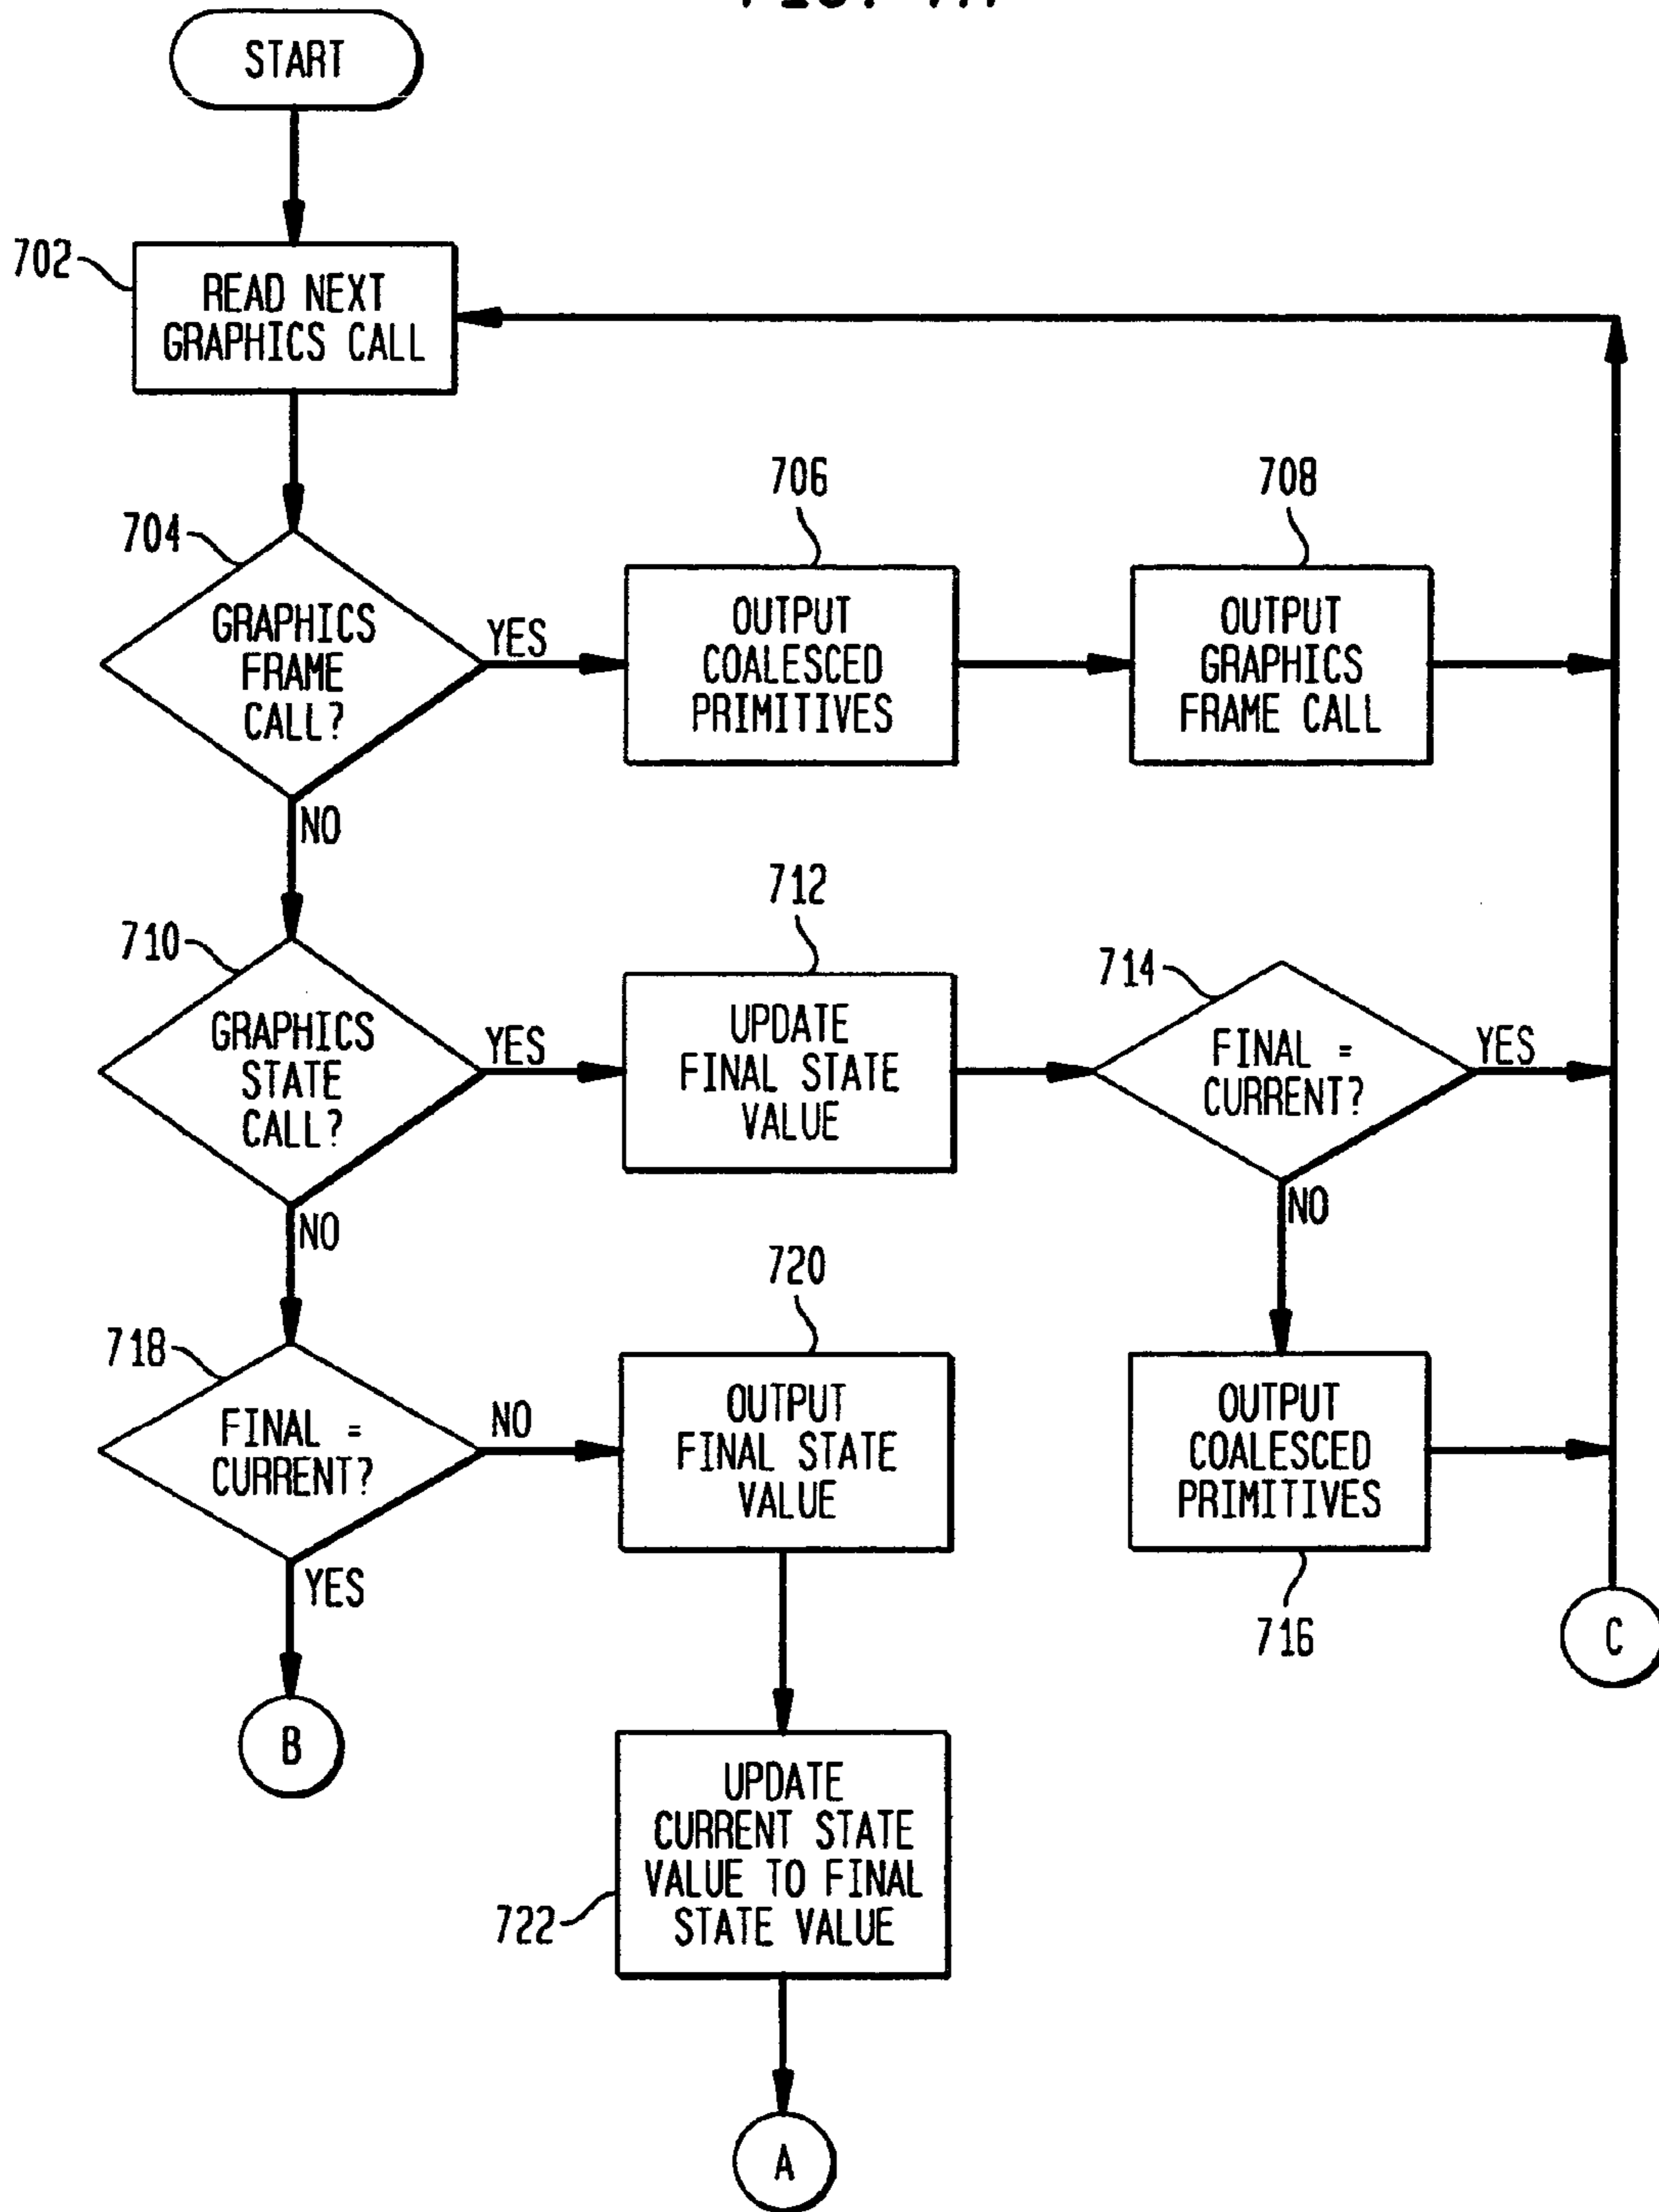 START
702
READ NEXT
GRAPHICS CALL
704
GRAPHICS
FRAME
CALL?
YES
NO
706
OUTPUT
COALESCED
PRIMITIVES
708
OUTPUT
GRAPHICS
FRAME CALL
710
GRAPHICS
STATE
CALL?
YES
NO
712
UPDATE
FINAL STATE
VALUE
714
FINAL =
CURRENT?
YES
NO
716
OUTPUT
COALESCED
PRIMITIVES
718
FINAL =
CURRENT?
NO
YES
720
OUTPUT
FINAL STATE
VALUE
722
UPDATE
CURRENT STATE
VALUE TO FINAL
STATE VALUE
B
C
A